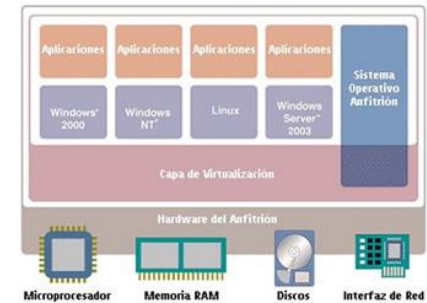 Aplicaciones
Aplicaciones
Aplicaciones
Aplicaciones
Sistema
Operativo
Anfitrión
Windows®
2000
Windows
NT®
Linux
Windows
Server™
2003
Capa de Virtualización
Hardware del Anfitrión
Microprocesador
Memoria RAM
Discos
Interfaz de Red